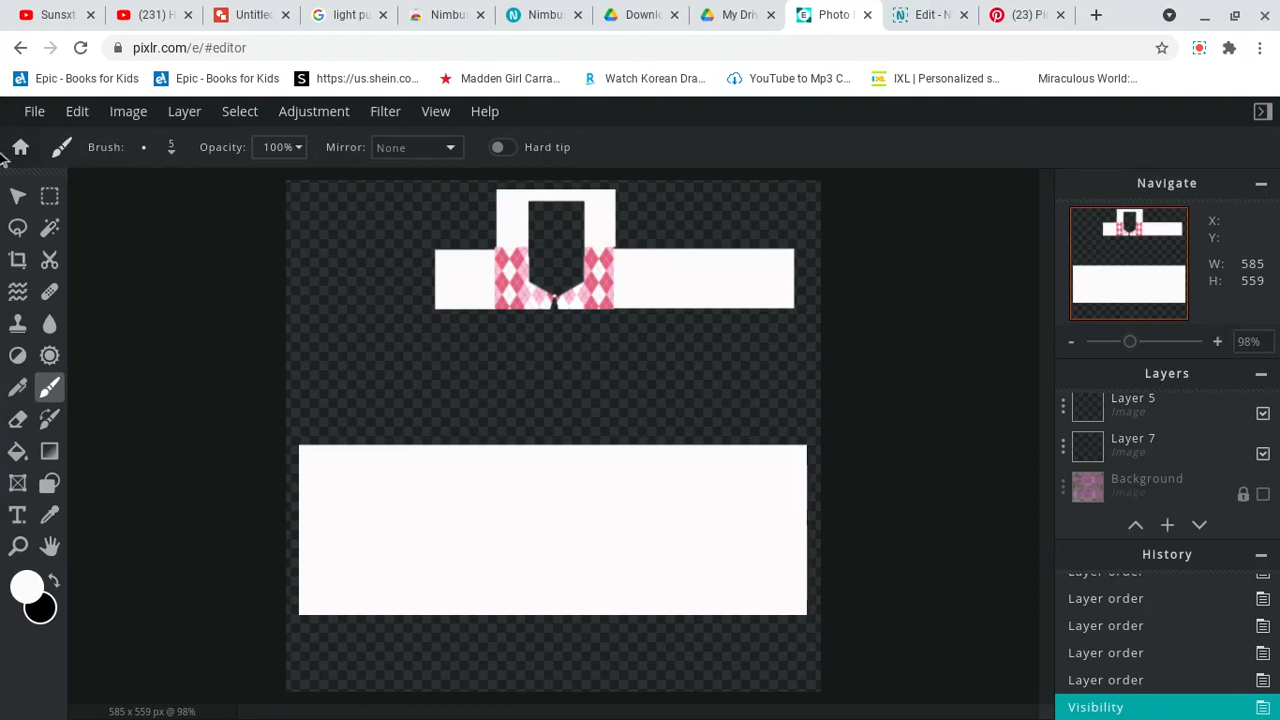 Sunsxt
(231) H
Untitle
light pu
Nimbus
Nimbu
Downlo
My Driv
Photo
Edit - N
(23) Pi
pixlr.com/e/#editor
Epic - Books for Kids
Epic - Books for Kids
https://us.shein.co...
Madden Girl Carra...
Watch Korean Dra...
YouTube to Mp3 C...
IXL | Personalized s...
Miraculous World:...
File Edit Image Layer Select Adjustment Filter View Help
Brush: 5 Opacity: 100% Mirror: None Hard tip
Navigate
X:
Y:
W: 585
H: 559
98%
Layers
Layer 5
Image
Layer 7
Image
Background
Image
History
Layer order
Layer order
Layer order
Layer order
Visibility
585 x 559 px @ 98%